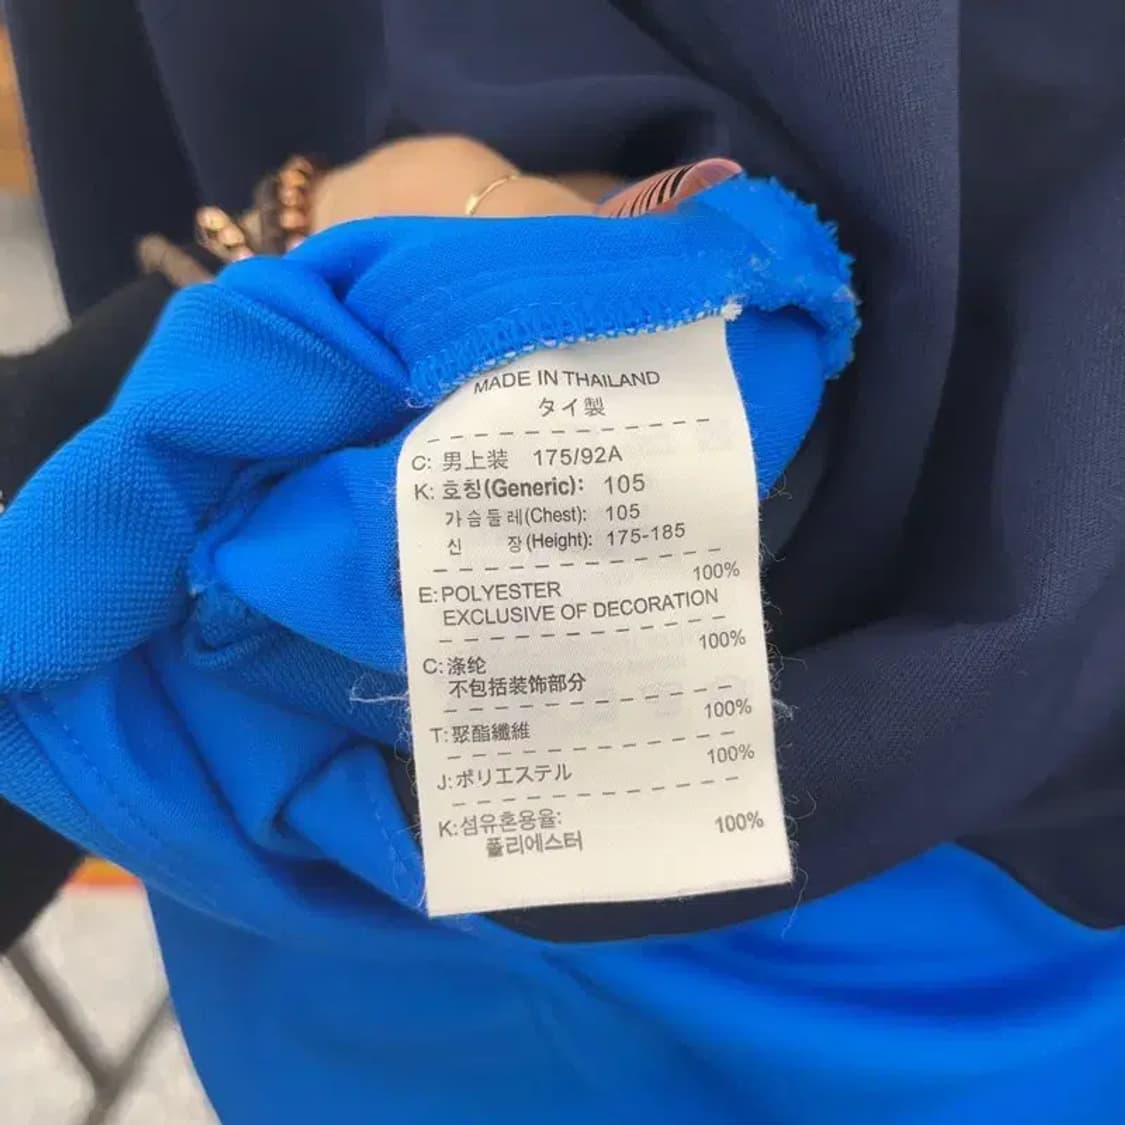 MADE IN THAILAND
タイ製
C: 男上装 175/92A
K: 호칭(Generic): 105
가슴둘레(Chest): 105
신 장(Height): 175-185
E: POLYESTER 100%
EXCLUSIVE OF DECORATION
C: 涤纶 100%
不包括装饰部分
T: 聚酯纖維 100%
J: ポリエステル 100%
K: 섬유혼용율:
폴리에스터 100%